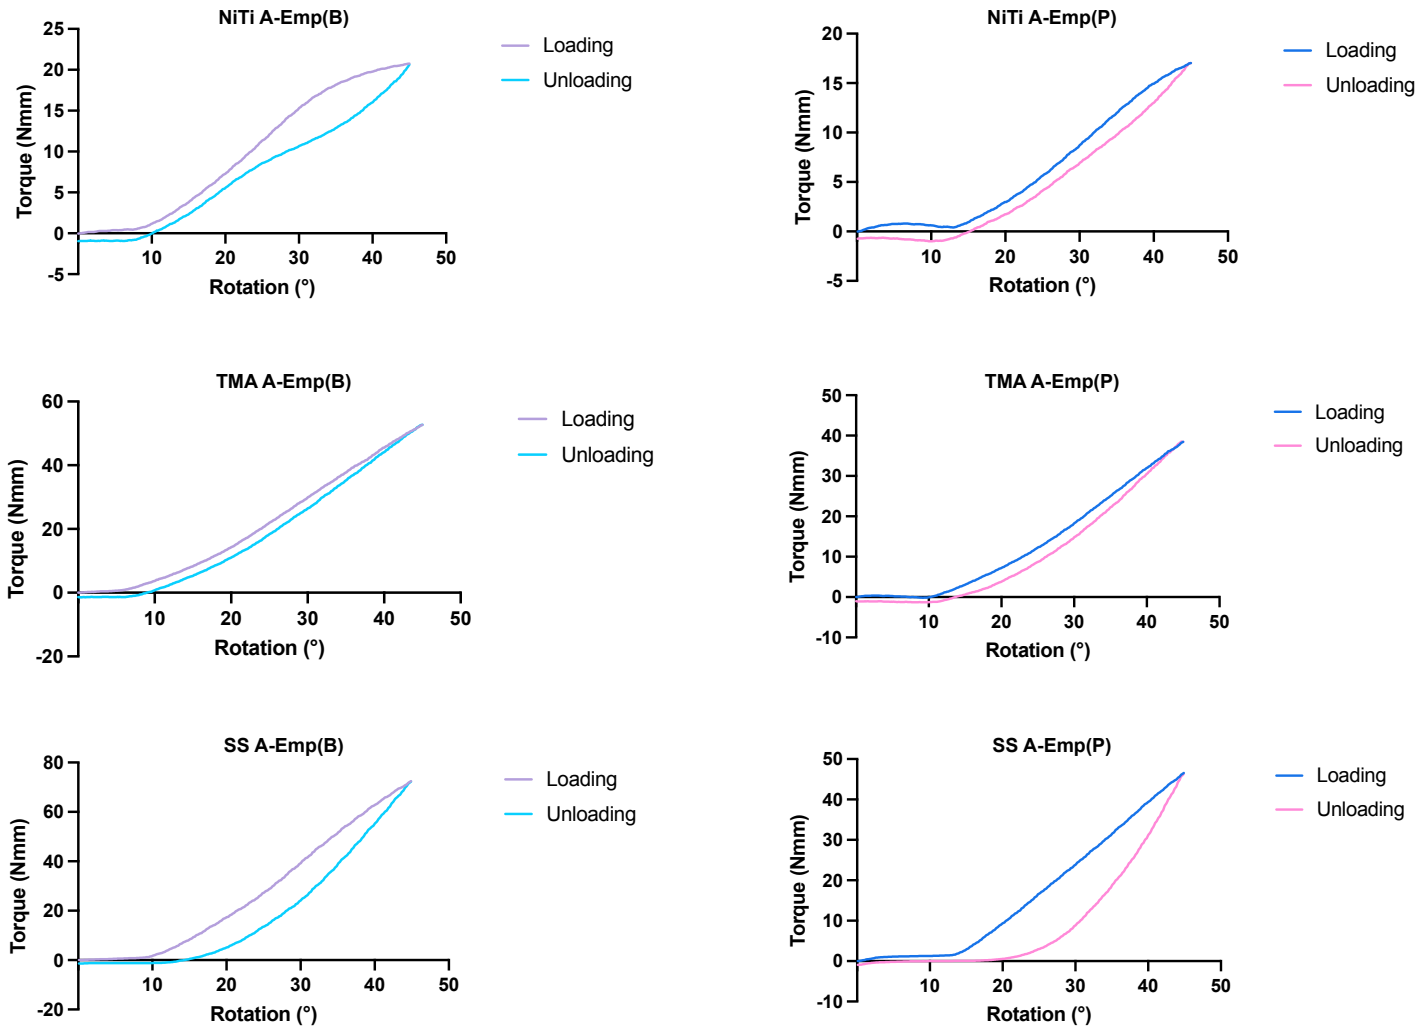 NiTi A-Emp(B)
25
20
15
10
5
0
-5
10 20 30 40 50
Torque (Nmm)
Rotation (°)
Loading
Unloading
NiTi A-Emp(P)
20
15
10
5
0
-5
10 20 30 40 50
Torque (Nmm)
Rotation (°)
Loading
Unloading
TMA A-Emp(B)
60
40
20
0
-20
10 20 30 40 50
Torque (Nmm)
Rotation (°)
Loading
Unloading
TMA A-Emp(P)
50
40
30
20
10
0
-10
10 20 30 40 50
Torque (Nmm)
Rotation (°)
Loading
Unloading
SS A-Emp(B)
80
60
40
20
0
-20
10 20 30 40 50
Torque (Nmm)
Rotation (°)
Loading
Unloading
SS A-Emp(P)
50
40
30
20
10
0
-10
10 20 30 40 50
Torque (Nmm)
Rotation (°)
Loading
Unloading